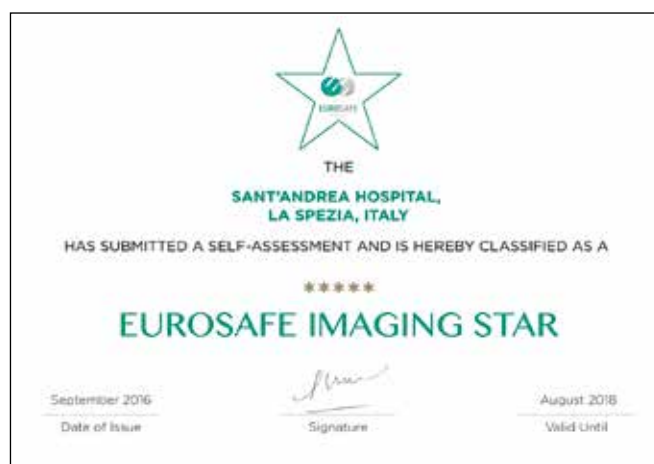 EUROSAFE
THE
SANT'ANDREA HOSPITAL,
LA SPEZIA, ITALY
HAS SUBMITTED A SELF-ASSESSMENT AND IS HEREBY CLASSIFIED AS A
*****
EUROSAFE IMAGING STAR
September 2016
August 2018
Date of Issue
Signature
Valid Until